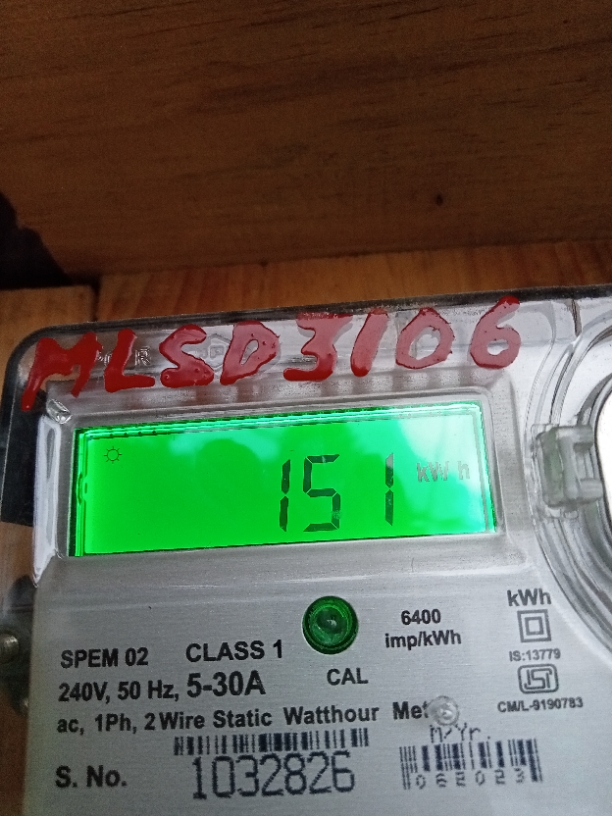 MLSD3106
151 kWh
6400
imp/kWh
kWh
IS:13779
ISI
CM/L-9190783
SPEM 02 CLASS 1
240V, 50 Hz, 5-30A
CAL
ac, 1Ph, 2 Wire Static Watthour
M/Yr.
S. No. 1032826
062023